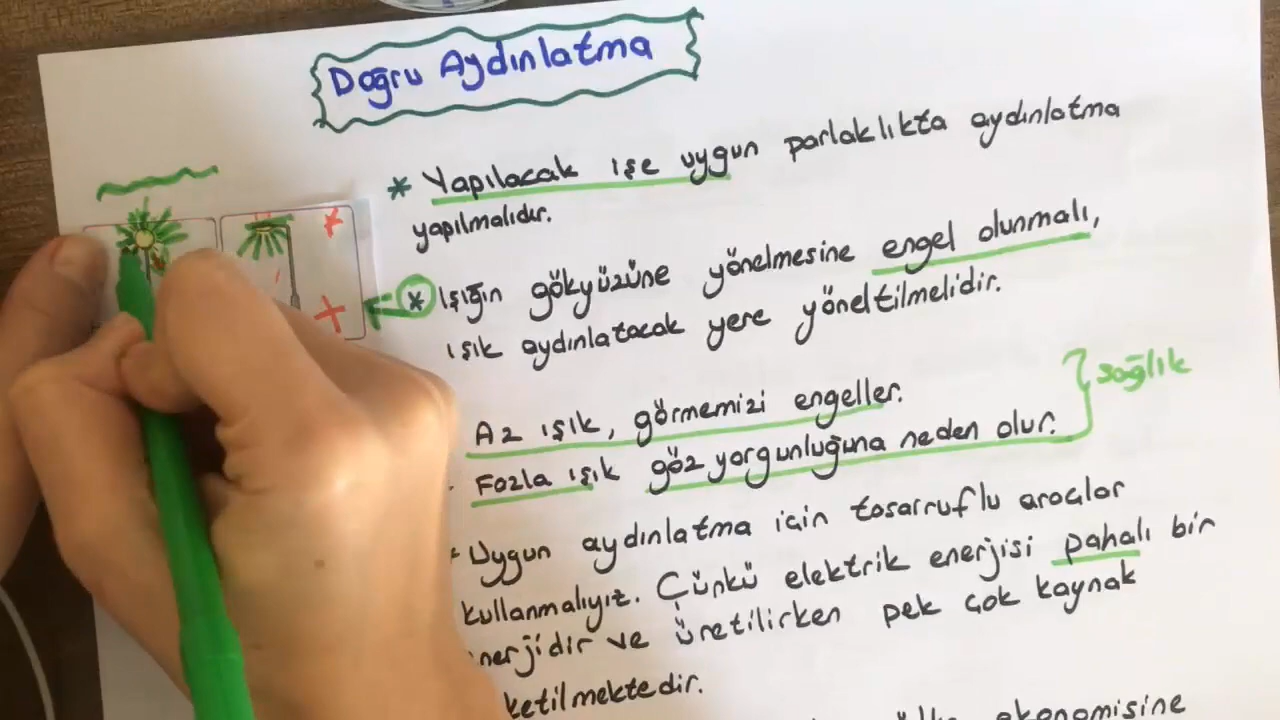 Doğru Aydınlatma
* Yapılacak işe uygun parlaklıkta aydınlatma
yapılmalıdır.
* Işığın gökyüzüne yönelmesine engel olunmalı,
ışık aydınlatacak yere yöneltilmelidir.
Az ışık, görmemizi engeller.
Fazla ışık göz yorgunluğuna neden olur.
sağlık
* Uygun aydınlatma için tasarruflu araçlar
kullanmalıyız. Çünkü elektrik enerjisi pahalı bir
enerjidir ve üretilirken pek çok kaynak
ketilmektedir.
ekonomisine